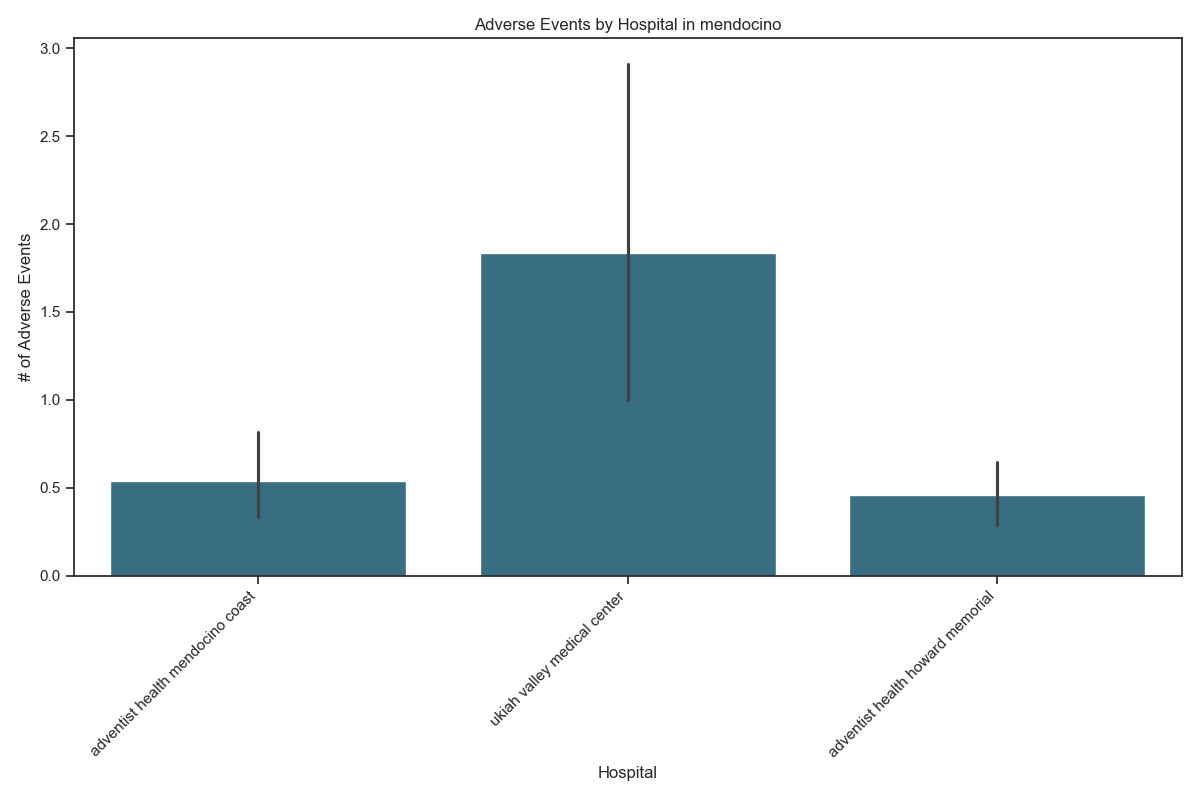 Adverse Events by Hospital in mendocino
# of Adverse Events
3.0
2.5
2.0
1.5
1.0
0.5
0.0
adventist health mendocino coast
ukiah valley medical center
adventist health howard memorial
Hospital